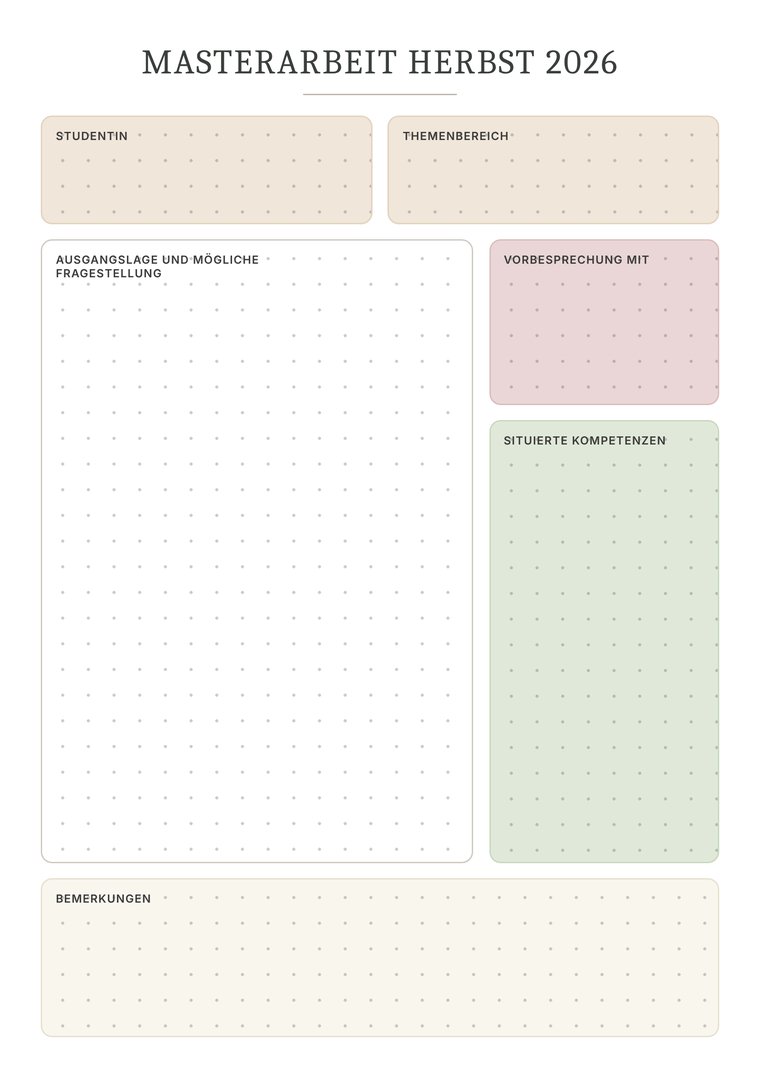 MASTERARBEIT HERBST 2026
STUDENTIN
THEMENBEREICH
AUSGANGSLAGE UND MÖGLICHE
FRAGESTELLUNG
VORBESPRECHUNG MIT
SITUIERTE KOMPETENZEN
BEMERKUNGEN